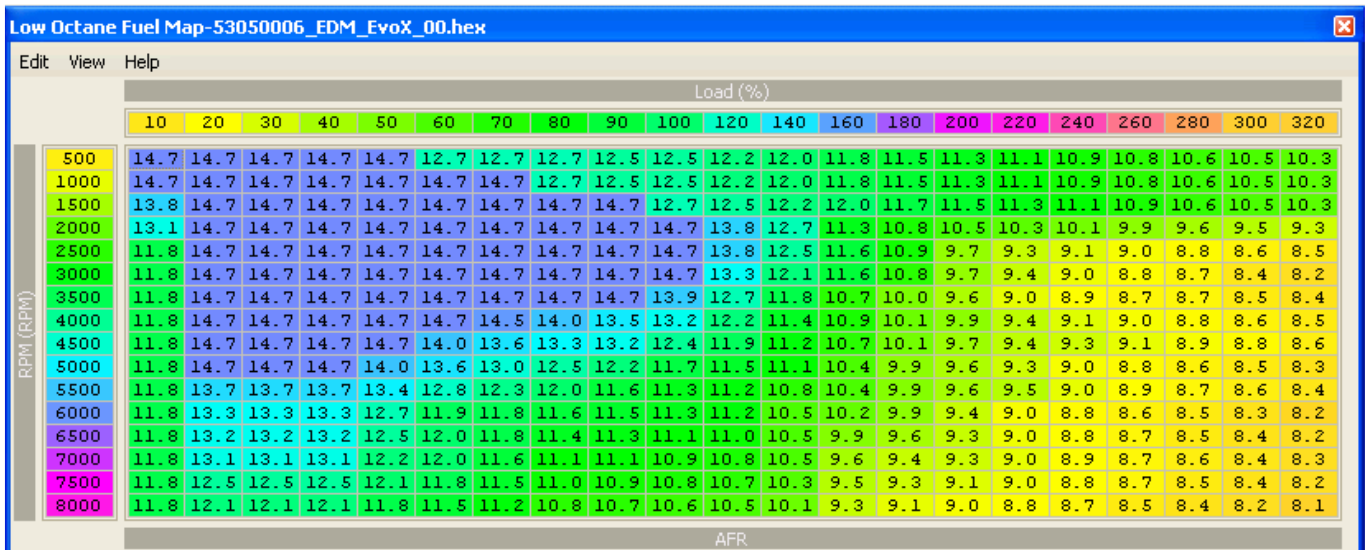 Low Octane Fuel Map-53050006_EDM_EvoX_00.hex
Edit View Help
Load (%)
10 20 30 40 50 60 70 80 90 100 120 140 160 180 200 220 240 260 280 300 320
RPM (RPM)
500 14.7 14.7 14.7 14.7 14.7 12.7 12.7 12.7 12.5 12.5 12.2 12.0 11.8 11.5 11.3 11.1 10.9 10.8 10.6 10.5 10.3
1000 14.7 14.7 14.7 14.7 14.7 14.7 14.7 12.7 12.5 12.5 12.2 12.0 11.8 11.5 11.3 11.1 10.9 10.8 10.6 10.5 10.3
1500 13.8 14.7 14.7 14.7 14.7 14.7 14.7 14.7 14.7 12.7 12.5 12.2 12.0 11.7 11.5 11.3 11.1 10.9 10.6 10.5 10.3
2000 13.1 14.7 14.7 14.7 14.7 14.7 14.7 14.7 14.7 14.7 13.8 12.7 11.3 10.8 10.5 10.3 10.1 9.9 9.6 9.5 9.3
2500 11.8 14.7 14.7 14.7 14.7 14.7 14.7 14.7 14.7 14.7 13.8 12.5 11.6 10.9 9.7 9.3 9.1 9.0 8.8 8.6 8.5
3000 11.8 14.7 14.7 14.7 14.7 14.7 14.7 14.7 14.7 14.7 13.3 12.1 11.6 10.8 9.7 9.4 9.0 8.8 8.7 8.4 8.2
3500 11.8 14.7 14.7 14.7 14.7 14.7 14.7 14.7 14.7 13.9 12.7 11.8 10.7 10.0 9.6 9.0 8.9 8.7 8.7 8.5 8.4
4000 11.8 14.7 14.7 14.7 14.7 14.7 14.5 14.0 13.5 13.2 12.2 11.4 10.9 10.1 9.9 9.4 9.1 9.0 8.8 8.6 8.5
4500 11.8 14.7 14.7 14.7 14.7 14.0 13.6 13.3 13.2 12.4 11.9 11.2 10.7 10.1 9.7 9.4 9.3 9.1 8.9 8.8 8.6
5000 11.8 14.7 14.7 14.7 14.0 13.6 13.0 12.5 12.2 11.7 11.5 11.1 10.4 9.9 9.6 9.3 9.0 8.8 8.6 8.5 8.3
5500 11.8 13.7 13.7 13.7 13.4 12.8 12.3 12.0 11.6 11.3 11.2 10.8 10.4 9.9 9.6 9.5 9.0 8.9 8.7 8.6 8.4
6000 11.8 13.3 13.3 13.3 12.7 11.9 11.8 11.6 11.5 11.3 11.2 10.5 10.2 9.9 9.4 9.0 8.8 8.6 8.5 8.3 8.2
6500 11.8 13.2 13.2 13.2 12.5 12.0 11.8 11.4 11.3 11.1 11.0 10.5 9.9 9.6 9.3 9.0 8.8 8.7 8.5 8.4 8.2
7000 11.8 13.1 13.1 13.1 12.2 12.0 11.6 11.1 11.1 10.9 10.8 10.5 9.6 9.4 9.3 9.0 8.9 8.7 8.6 8.4 8.3
7500 11.8 12.5 12.5 12.5 12.1 11.8 11.5 11.0 10.9 10.8 10.7 10.3 9.5 9.3 9.1 9.0 8.8 8.7 8.5 8.4 8.2
8000 11.8 12.1 12.1 12.1 11.8 11.5 11.2 10.8 10.7 10.6 10.5 10.1 9.3 9.1 9.0 8.8 8.7 8.5 8.4 8.2 8.1
AFR